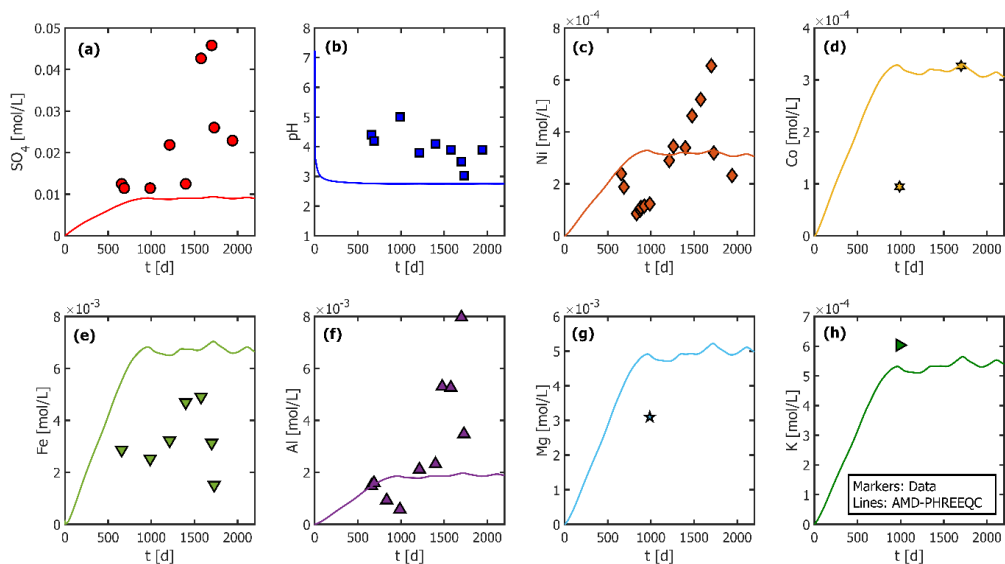 (a)
SO4 [mol/L]
0.05
0.04
0.03
0.02
0.01
0
0 500 1000 1500 2000
t [d]
(b)
pH
8
7
6
5
4
3
2
1
0 500 1000 1500 2000
t [d]
×10-4
(c)
Ni [mol/L]
8
6
4
2
0
0 500 1000 1500 2000
t [d]
×10-4
(d)
Co [mol/L]
4
3
2
1
0
0 500 1000 1500 2000
t [d]
×10-3
(e)
Fe [mol/L]
8
6
4
2
0
0 500 1000 1500 2000
t [d]
×10-3
(f)
Al [mol/L]
8
6
4
2
0
0 500 1000 1500 2000
t [d]
×10-3
(g)
Mg [mol/L]
6
5
4
3
2
1
0
0 500 1000 1500 2000
t [d]
×10-4
(h)
K [mol/L]
7
6
5
4
3
2
1
0
Markers: Data
Lines: AMD-PHREEQC
0 500 1000 1500 2000
t [d]